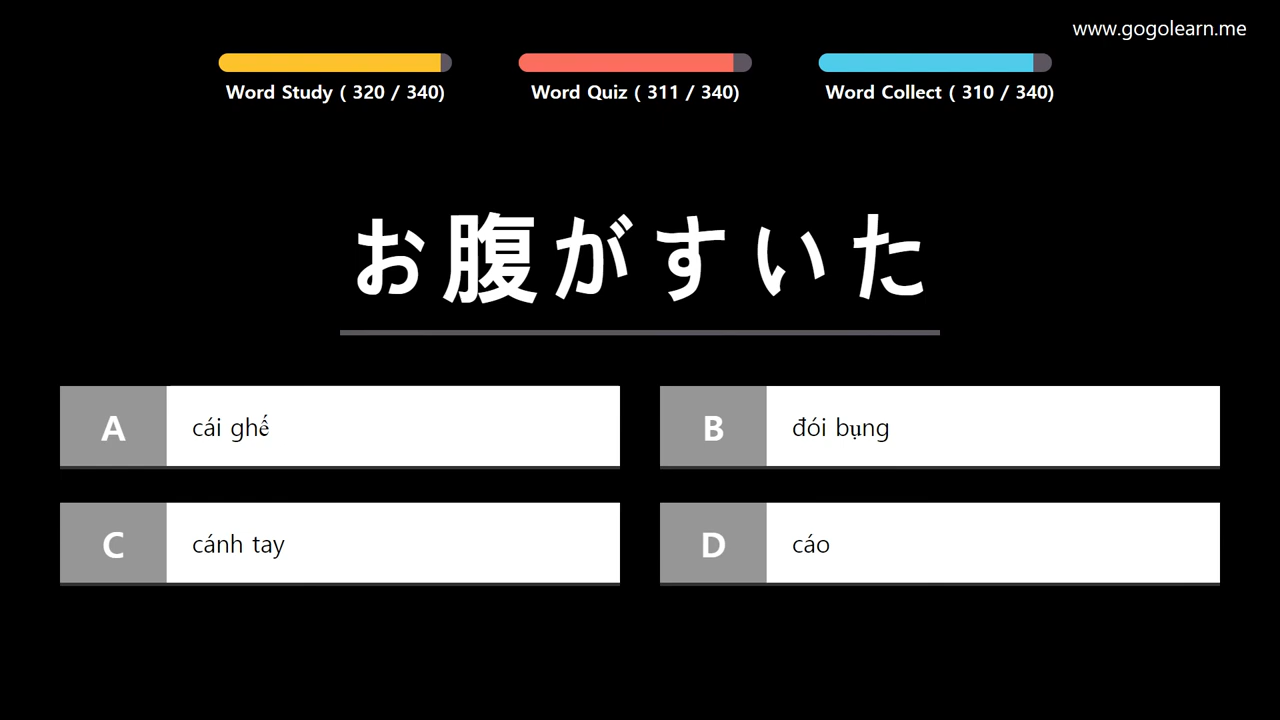 www.gogolearn.me
Word Study ( 320 / 340)
Word Quiz ( 311 / 340)
Word Collect ( 310 / 340)
お腹がすいた
A cái ghế
B đói bụng
C cánh tay
D cáo